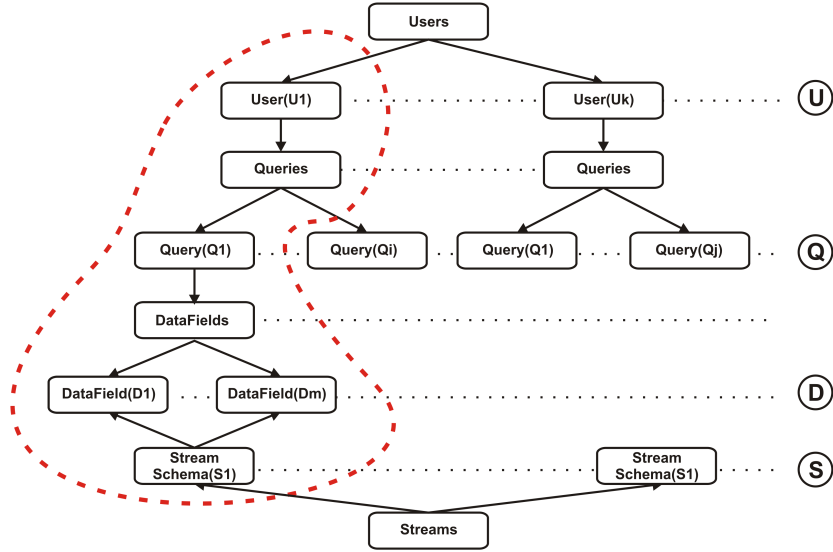 Users
User(U1)
User(Uk)
U
Queries
Queries
Query(Q1)
Query(Qi)
Query(Q1)
Query(Qj)
Q
DataFields
DataField(D1)
DataField(Dm)
D
Stream
Schema(S1)
Stream
Schema(S1)
S
Streams